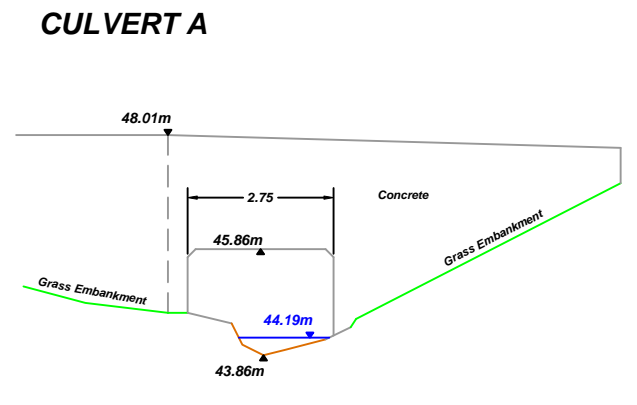 CULVERT A
48.01m
2.75
Concrete
45.86m
Grass Embankment
Grass Embankment
44.19m
43.86m